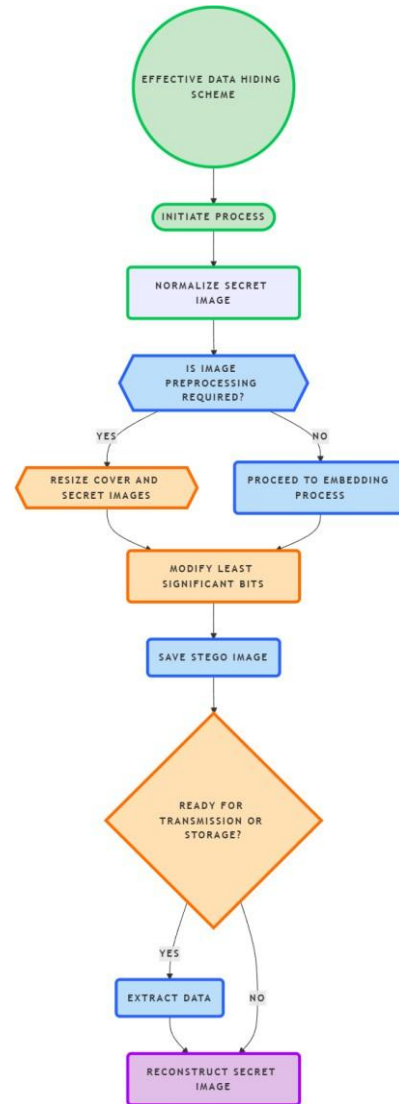 EFFECTIVE DATA HIDING
SCHEME
INITIATE PROCESS
NORMALIZE SECRET
IMAGE
IS IMAGE
PREPROCESSING
REQUIRED?
YES
NO
RESIZE COVER AND
SECRET IMAGES
PROCEED TO EMBEDDING
PROCESS
MODIFY LEAST
SIGNIFICANT BITS
SAVE STEGO IMAGE
READY FOR
TRANSMISSION OR
STORAGE?
YES
NO
EXTRACT DATA
RECONSTRUCT SECRET
IMAGE